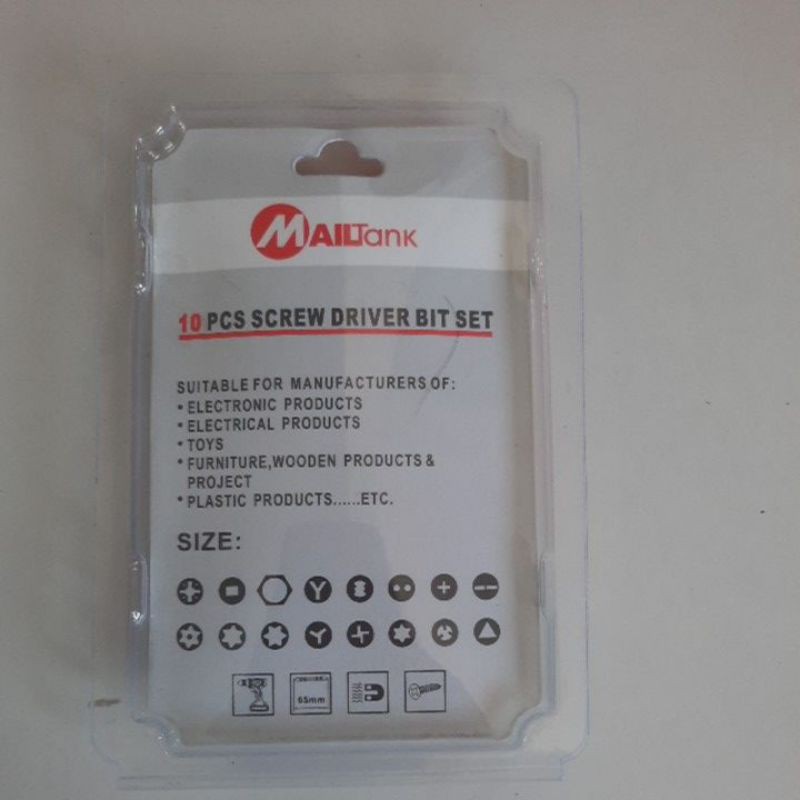 MAILTank
10 PCS SCREW DRIVER BIT SET
SUITABLE FOR MANUFACTURERS OF:
• ELECTRONIC PRODUCTS
• ELECTRICAL PRODUCTS
• TOYS
• FURNITURE,WOODEN PRODUCTS &
PROJECT
• PLASTIC PRODUCTS......ETC.
SIZE:
65mm